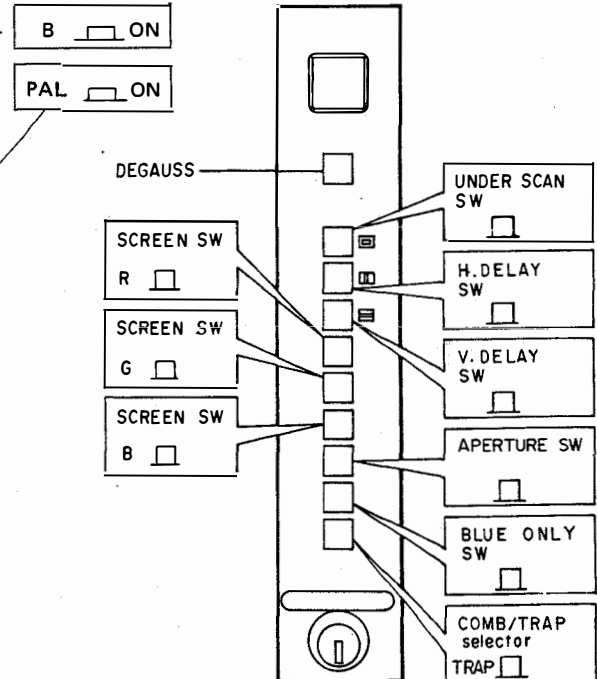 B ON
PAL ON
DEGAUSS
UNDER SCAN
SW
SCREEN SW
R
H.DELAY
SW
SCREEN SW
G
V.DELAY
SW
SCREEN SW
B
APERTURE SW
BLUE ONLY
SW
COMB/TRAP
selector
TRAP